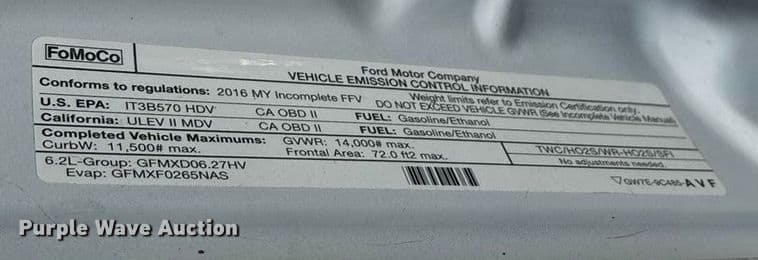 FoMoCo
Ford Motor Company
VEHICLE EMISSION CONTROL INFORMATION
Conforms to regulations: 2016 MY Incomplete FFV
Weight limits refer to Emission Certification only.
DO NOT EXCEED VEHICLE GVWR (See Incomplete Vehicle Manual
U.S. EPA: IT3B570 HDV CA OBD II FUEL: Gasoline/Ethanol
California: ULEV II MDV CA OBD II FUEL: Gasoline/Ethanol
Completed Vehicle Maximums: GVWR: 14,000# max.
CurbW: 11,500# max. Frontal Area: 72.0 ft2 max.
TWC/HO2S/WR-HO2S/SFI
No adjustments needed.
6.2L-Group: GFMXD06.27HV
Evap: GFMXF0265NAS
GW7E-9C485-A V F
Purple Wave Auction